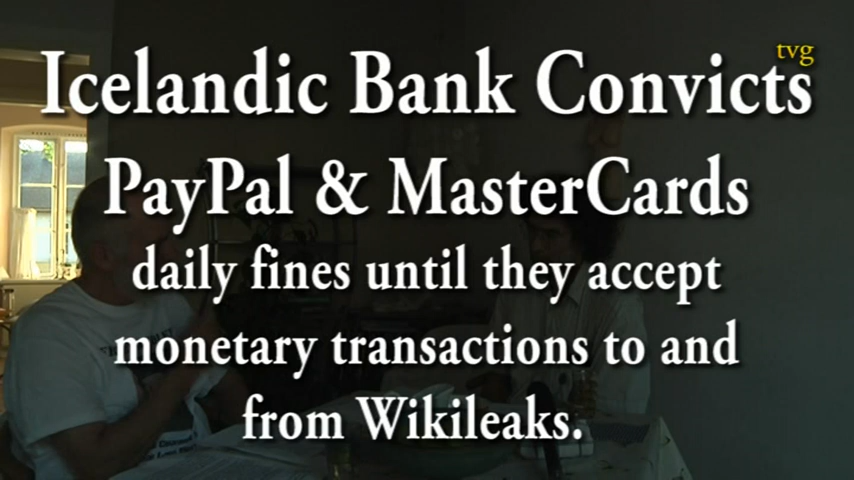 tvg
Icelandic Bank Convicts
PayPal & MasterCards
daily fines until they accept
monetary transactions to and
from Wikileaks.